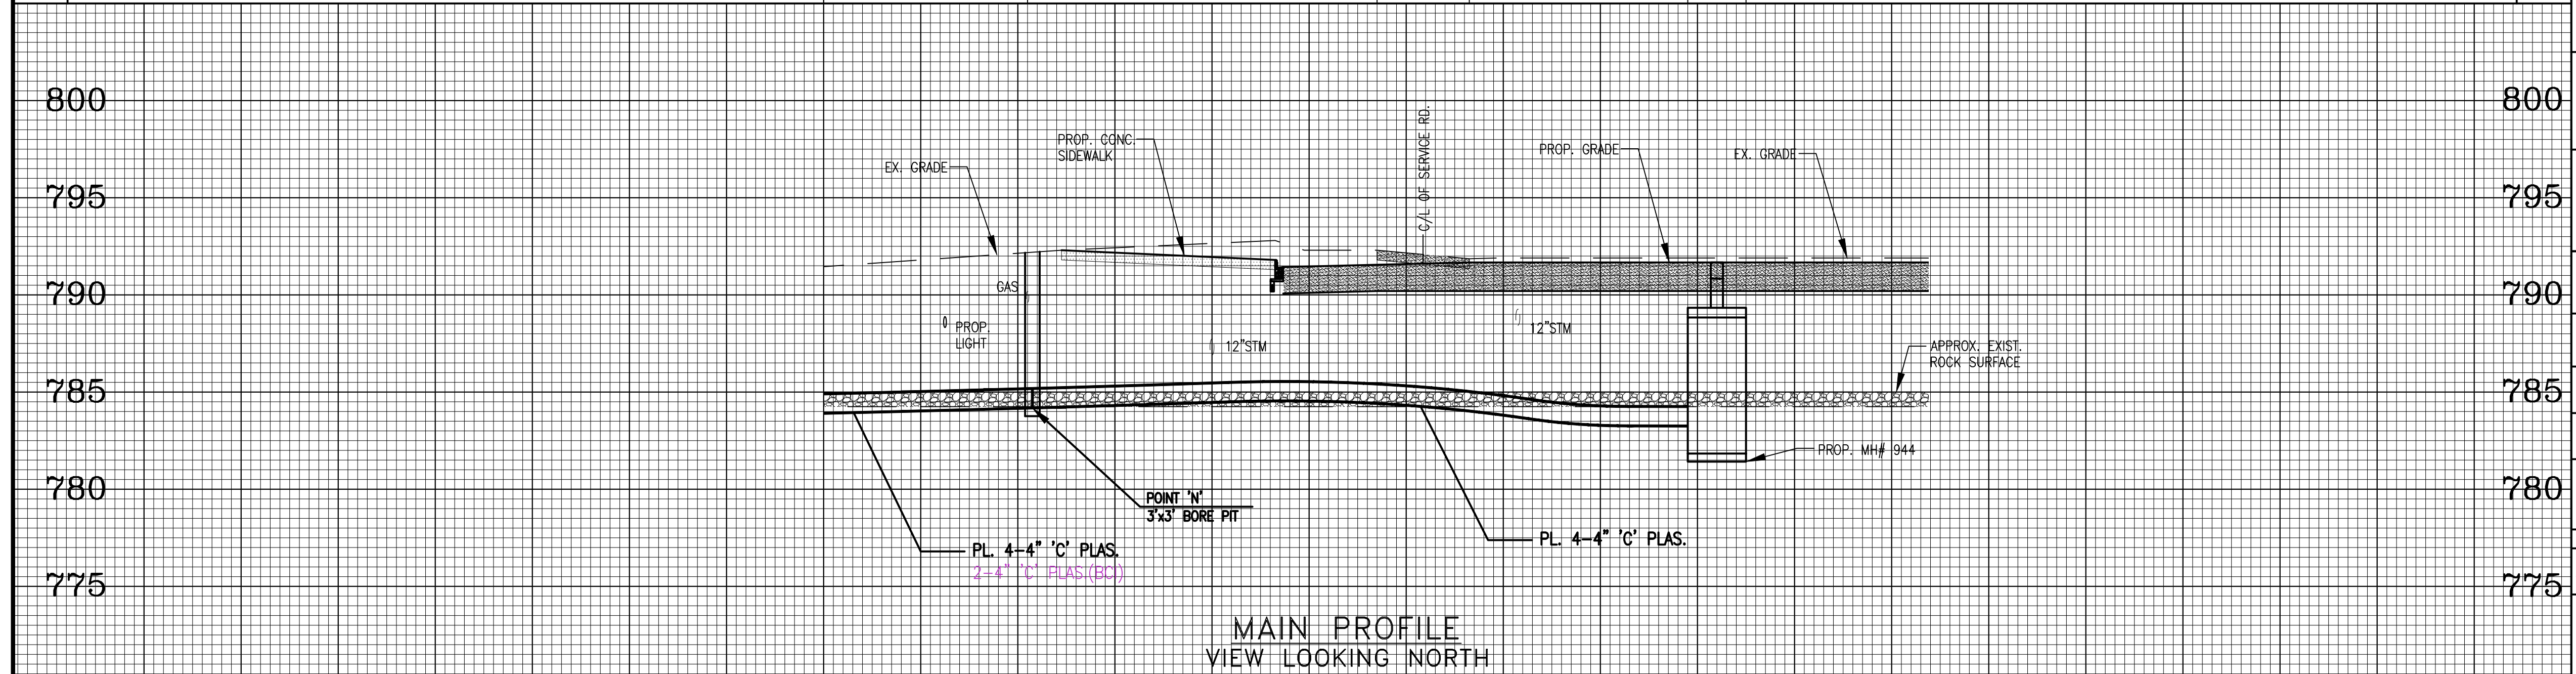 800
800
C/L OF SERVICE RD.
PROP. CONC.
SIDEWALK
PROP. GRADE
EX. GRADE
EX. GRADE
795
795
GAS
790
790
PROP.
LIGHT
12"STM
12"STM
APPROX. EXIST.
ROCK SURFACE
785
785
PROP. MH# 944
780
780
POINT 'N'
3'x3' BORE PIT
PL. 4-4" 'C' PLAS.
PL. 4-4" 'C' PLAS.
2-4" 'C' PLAS.(BCI)
775
775
MAIN PROFILE
VIEW LOOKING NORTH